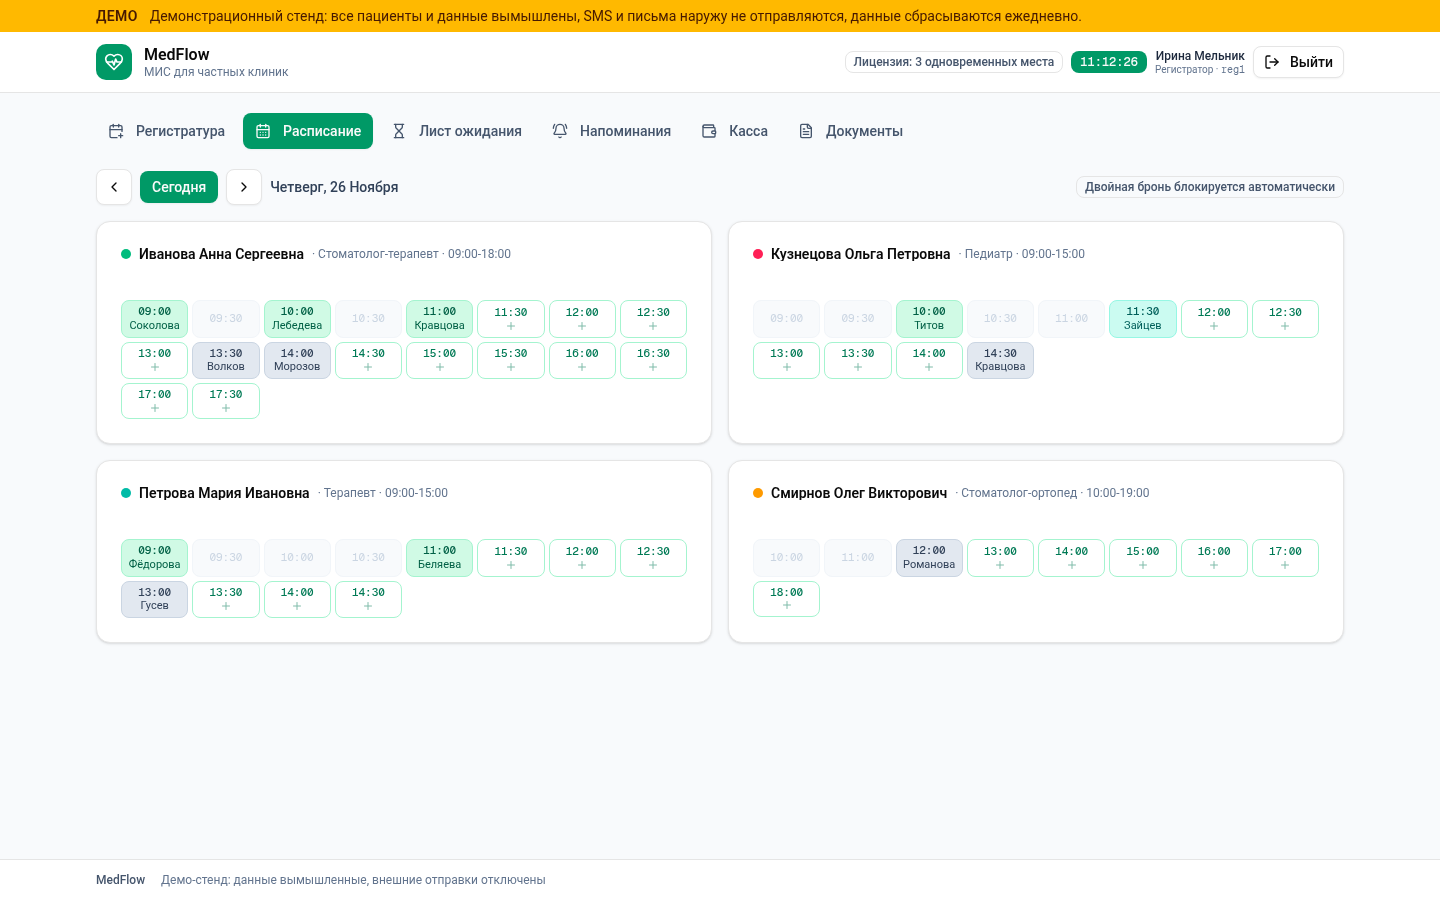 ДЕМО Демонстрационный стенд: все пациенты и данные вымышлены, SMS и письма наружу не отправляются, данные сбрасываются ежедневно.
MedFlow
МИС для частных клиник
Лицензия: 3 одновременных места
11:12:26
Ирина Мельник
Регистратор · reg1
Выйти
Регистратура Расписание Лист ожидания Напоминания Касса Документы
Сегодня Четверг, 26 Ноября
Двойная бронь блокируется автоматически
Иванова Анна Сергеевна · Стоматолог-терапевт · 09:00-18:00
09:00 09:30 10:00 10:30 11:00 11:30 12:00 12:30
Соколова Лебедева Кравцова + + +
13:00 13:30 14:00 14:30 15:00 15:30 16:00 16:30
+ Волков Морозов + + + + +
17:00 17:30
+ +
Кузнецова Ольга Петровна · Педиатр · 09:00-15:00
09:00 09:30 10:00 10:30 11:00 11:30 12:00 12:30
Титов Зайцев + +
13:00 13:30 14:00 14:30
+ + + Кравцова
Петрова Мария Ивановна · Терапевт · 09:00-15:00
09:00 09:30 10:00 10:30 11:00 11:30 12:00 12:30
Фёдорова Беляева + + +
13:00 13:30 14:00 14:30
Гусев + + +
Смирнов Олег Викторович · Стоматолог-ортопед · 10:00-19:00
10:00 11:00 12:00 13:00 14:00 15:00 16:00 17:00
Романова + + + + +
18:00
+
MedFlow Демо-стенд: данные вымышленные, внешние отправки отключены